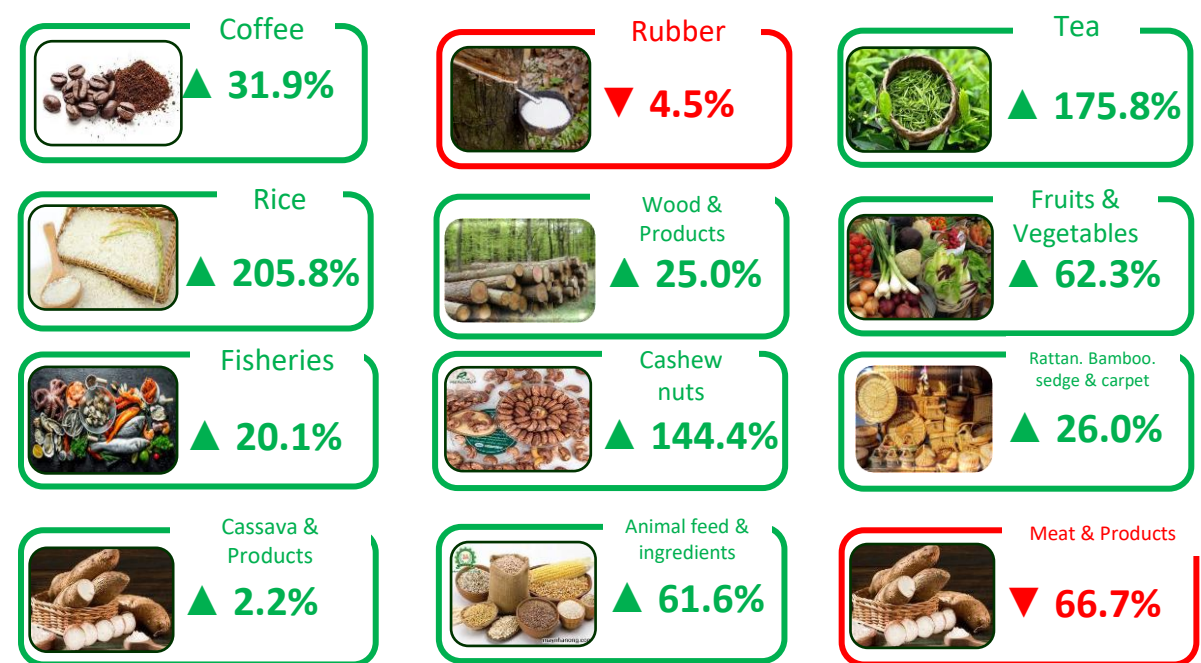 Coffee
▲ 31.9%
Rubber
▼ 4.5%
Tea
▲ 175.8%
Rice
▲ 205.8%
Wood &
Products
▲ 25.0%
Fruits &
Vegetables
▲ 62.3%
Fisheries
▲ 20.1%
Cashew
nuts
▲ 144.4%
Rattan. Bamboo.
sedge & carpet
▲ 26.0%
Cassava &
Products
▲ 2.2%
Animal feed &
ingredients
▲ 61.6%
Meat & Products
▼ 66.7%